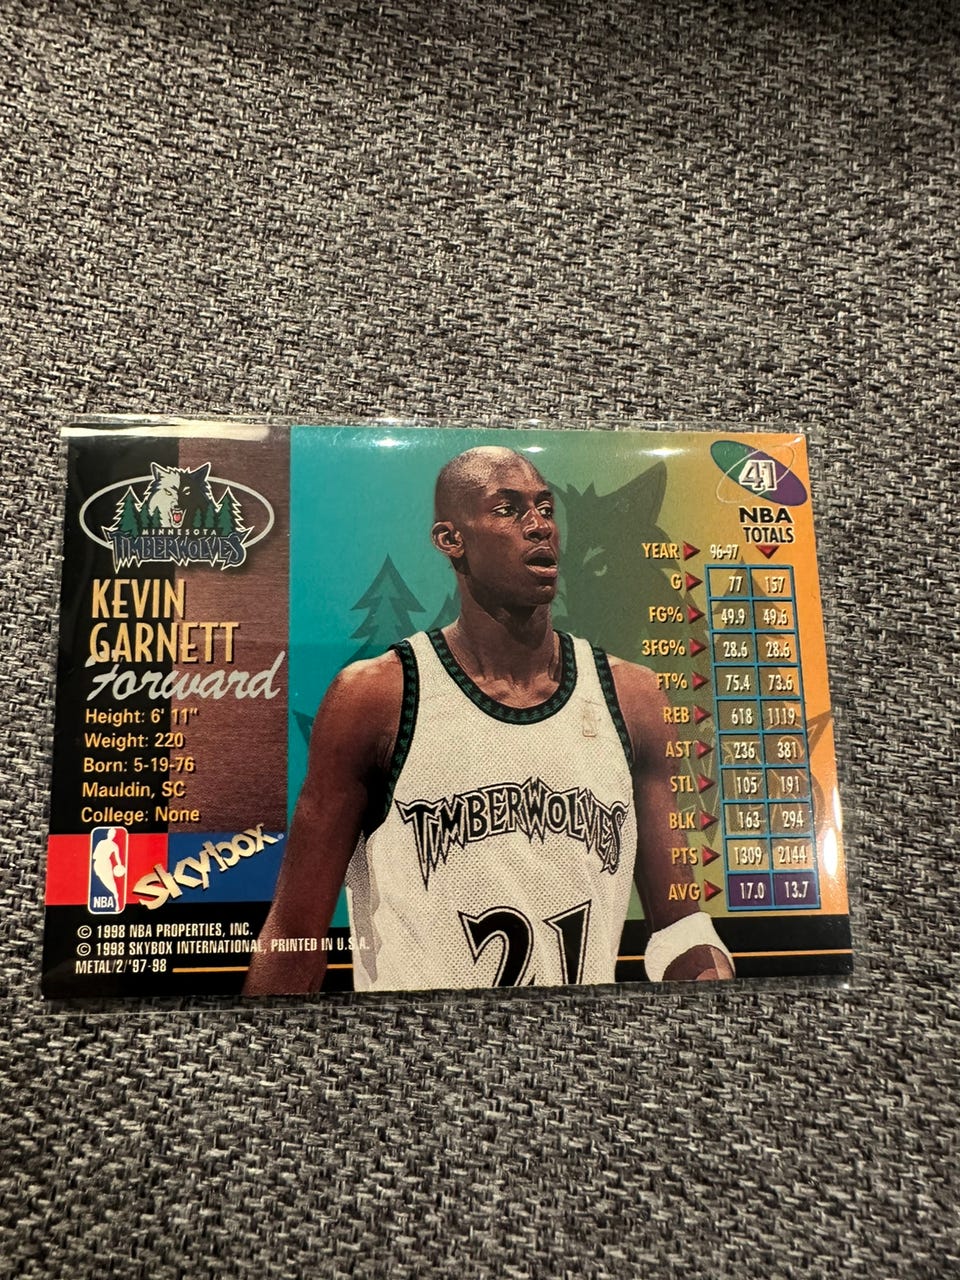 MINNESOTA
TIMBERWOLVES
KEVIN
GARNETT
Forward
Height: 6' 11"
Weight: 220
Born: 5-19-76
Mauldin, SC
College: None
NBA
Skybox®
© 1998 NBA PROPERTIES, INC.
© 1998 SKYBOX INTERNATIONAL, PRINTED IN U.S.A.
METAL/2/'97-98
TIMBERWOLVES
21
41
NBA
TOTALS
YEAR 96-97
G 77 157
FG% 49.9 49.6
3FG% 28.6 28.6
FT% 75.4 73.6
REB 618 1119
AST 236 381
STL 105 191
BLK 163 294
PTS 1309 2144
AVG 17.0 13.7